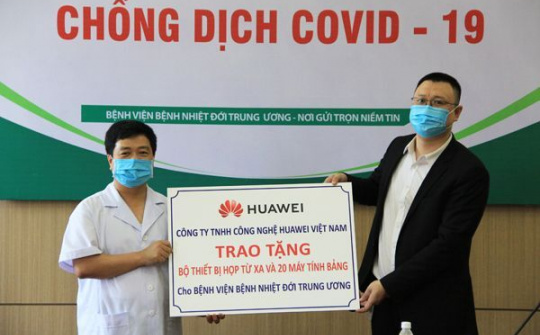 CHỐNG DỊCH COVID - 19
BỆNH VIỆN BỆNH NHIỆT ĐỚI TRUNG ƯƠNG - NƠI GỬI TRỌN NIỀM TIN
HUAWEI
CÔNG TY TNHH CÔNG NGHỆ HUAWEI VIỆT NAM
TRAO TẶNG
BỘ THIẾT BỊ HỌP TỪ XA VÀ 20 MÁY TÍNH BẢNG
Cho BỆNH VIỆN BỆNH NHIỆT ĐỚI TRUNG ƯƠNG